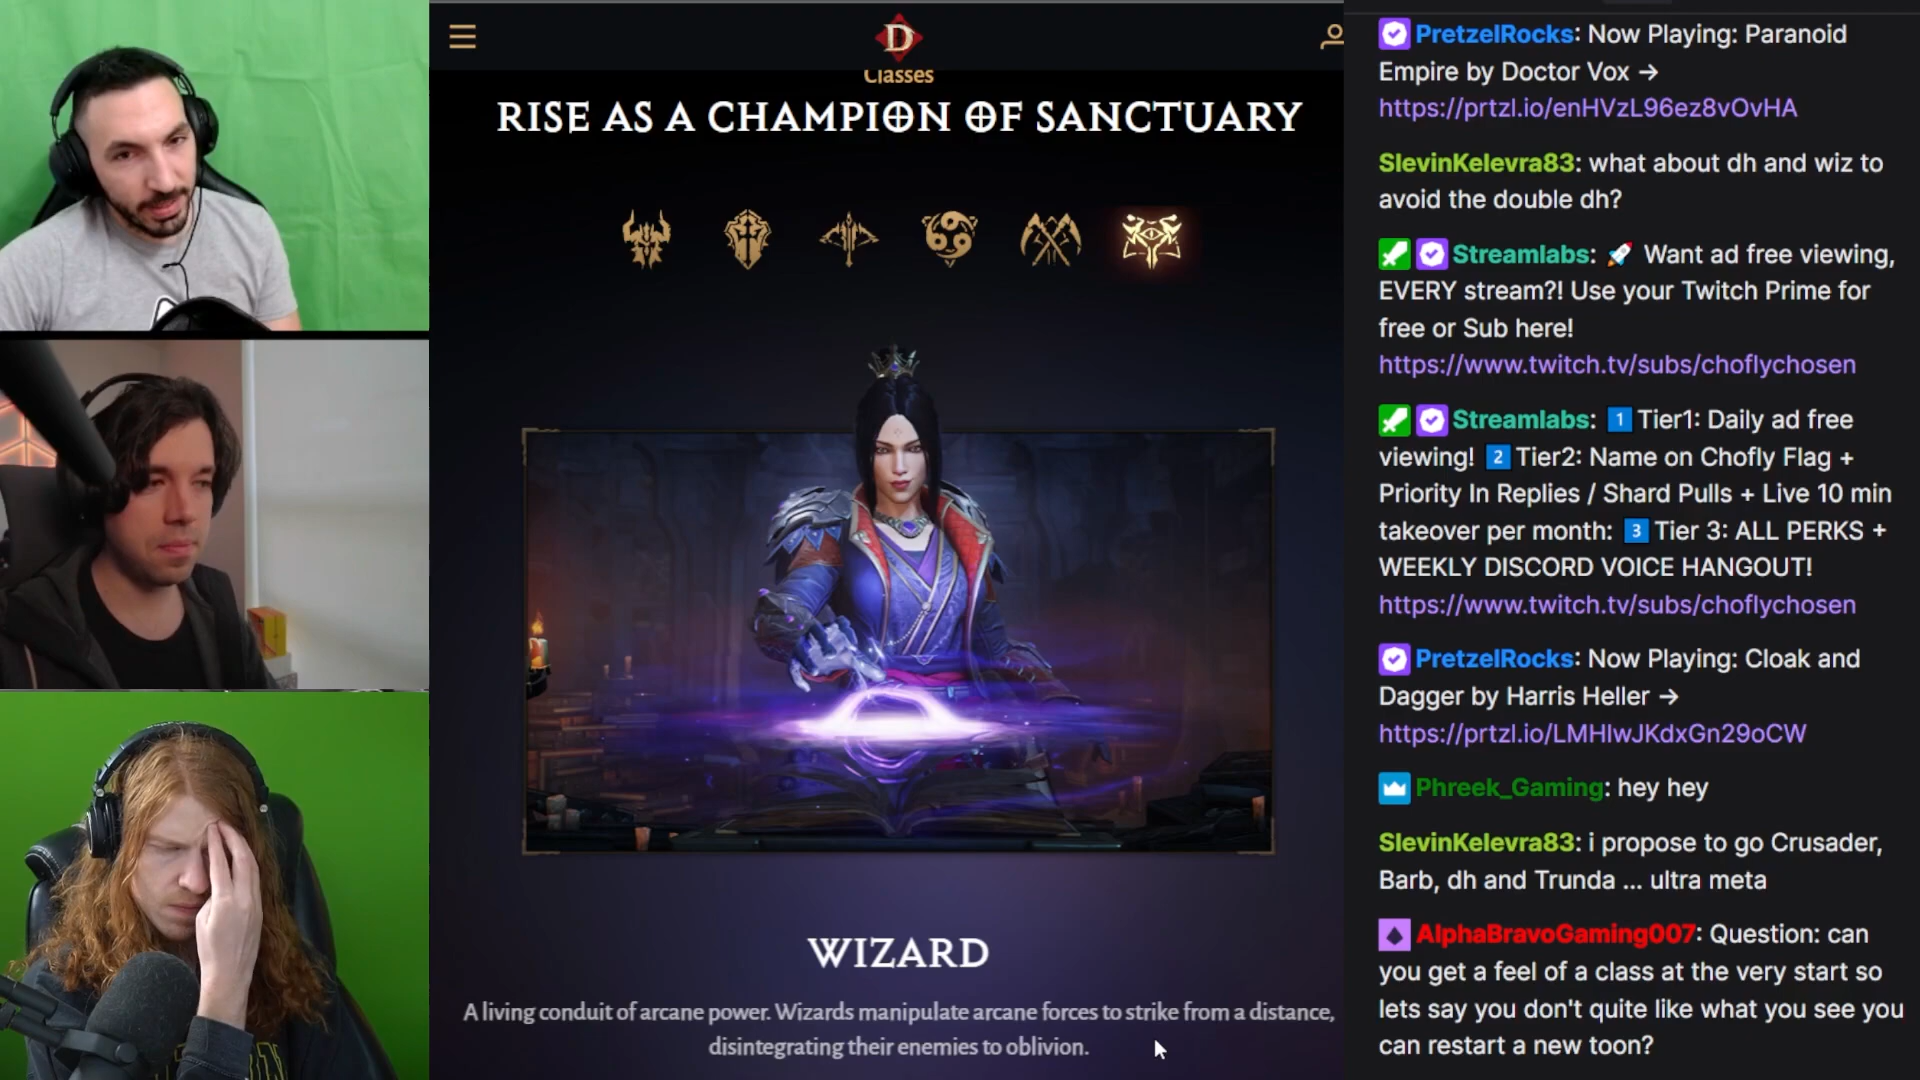 D
Classes
RISE AS A CHAMPION OF SANCTUARY
WIZARD
A living conduit of arcane power. Wizards manipulate arcane forces to strike from a distance,
disintegrating their enemies to oblivion.
PretzelRocks: Now Playing: Paranoid
Empire by Doctor Vox →
https://prtzl.io/enHVzL96ez8vOvHA
SlevinKelevra83: what about dh and wiz to
avoid the double dh?
Streamlabs: 🚀 Want ad free viewing,
EVERY stream?! Use your Twitch Prime for
free or Sub here!
https://www.twitch.tv/subs/choflychosen
Streamlabs: 1 Tier1: Daily ad free
viewing! 2 Tier2: Name on Chofly Flag +
Priority In Replies / Shard Pulls + Live 10 min
takeover per month: 3 Tier 3: ALL PERKS +
WEEKLY DISCORD VOICE HANGOUT!
https://www.twitch.tv/subs/choflychosen
PretzelRocks: Now Playing: Cloak and
Dagger by Harris Heller →
https://prtzl.io/LMHlwJKdxGn29oCW
Phreek_Gaming: hey hey
SlevinKelevra83: i propose to go Crusader,
Barb, dh and Trunda ... ultra meta
AlphaBravoGaming007: Question: can
you get a feel of a class at the very start so
lets say you don't quite like what you see you
can restart a new toon?